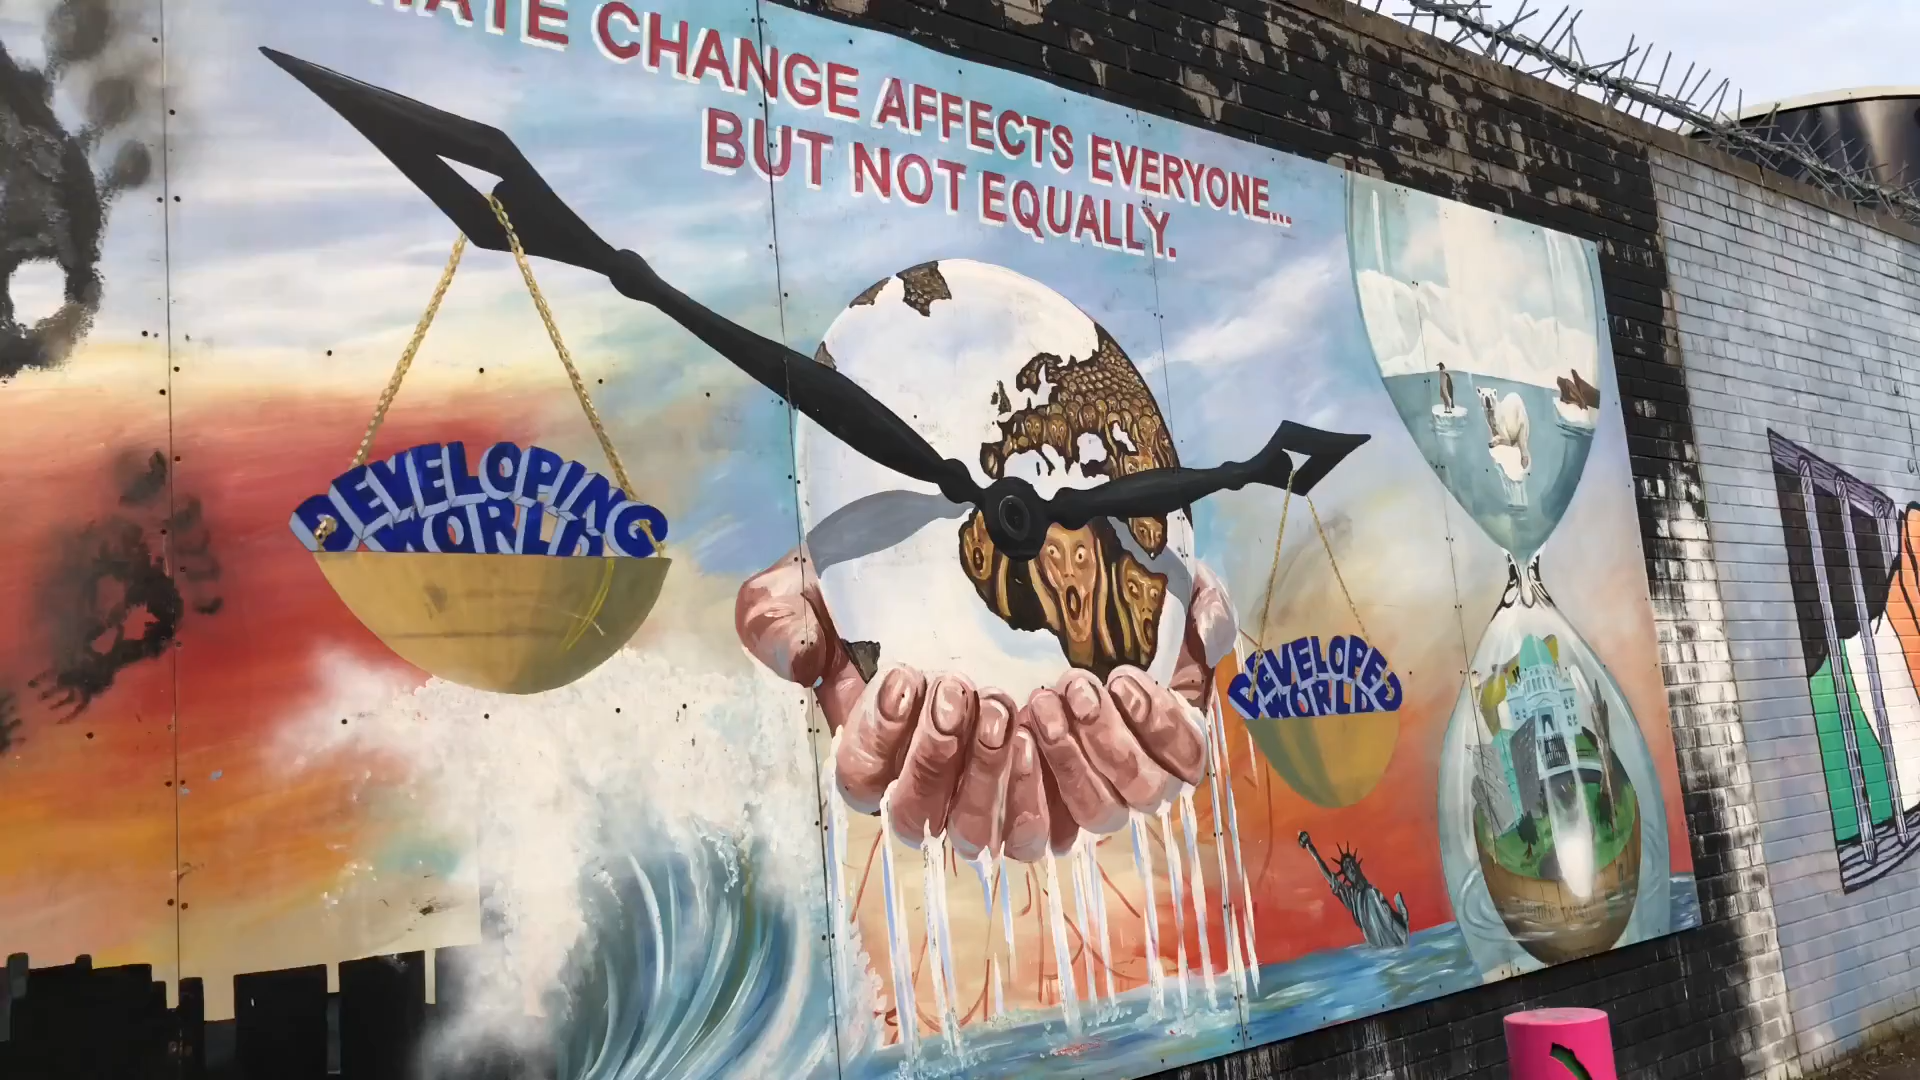 CHANGE AFFECTS EVERYONE...
BUT NOT EQUALLY.
DEVELOPING
WORLD
DEVELOPED
WORLD